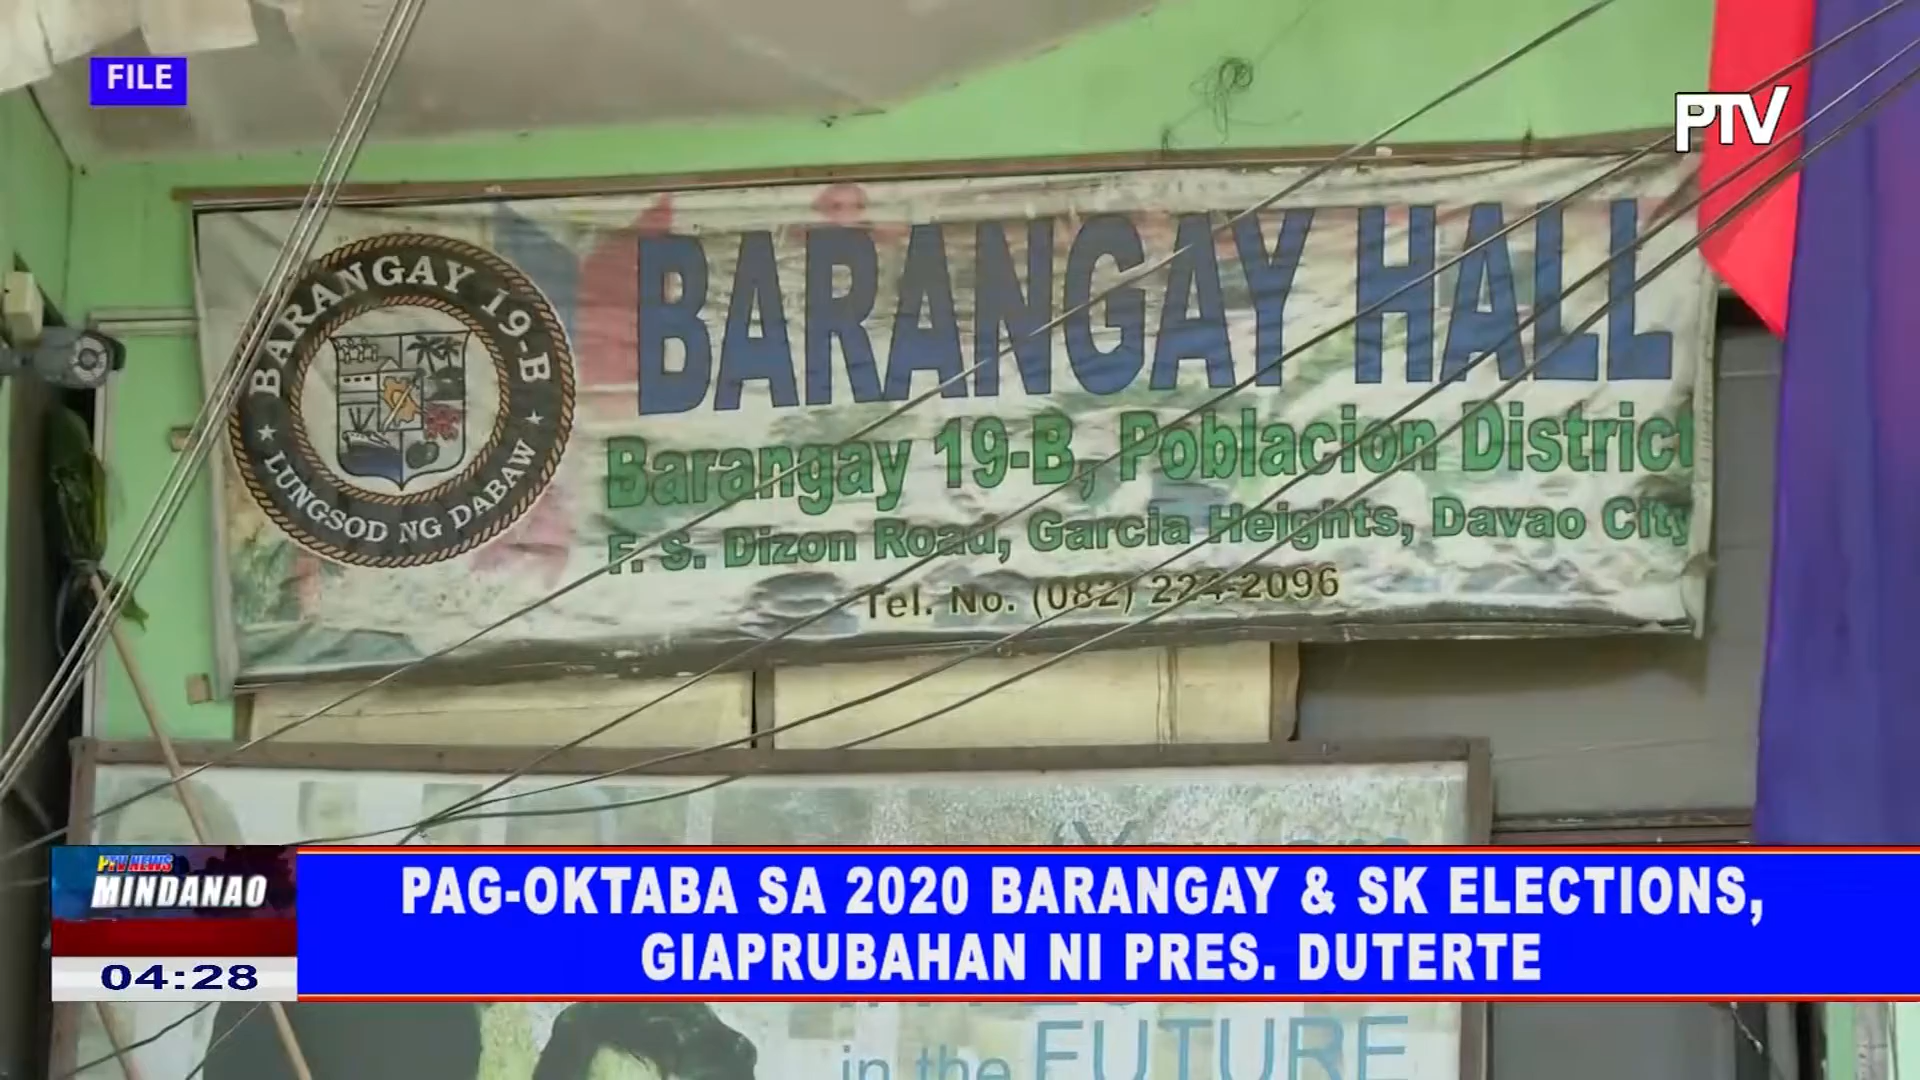 FILE
PTV
BARANGAY 19-B
LUNGSOD NG DABAW
BARANGAY HALL
Barangay 19-B, Poblacion District
F. S. Dizon Road, Garcia Heights, Davao City
Tel. No. (082) 224-2096
PTV NEWS
MINDANAO
04:28
PAG-OKTABA SA 2020 BARANGAY & SK ELECTIONS,
GIAPRUBAHAN NI PRES. DUTERTE
in the FUTURE